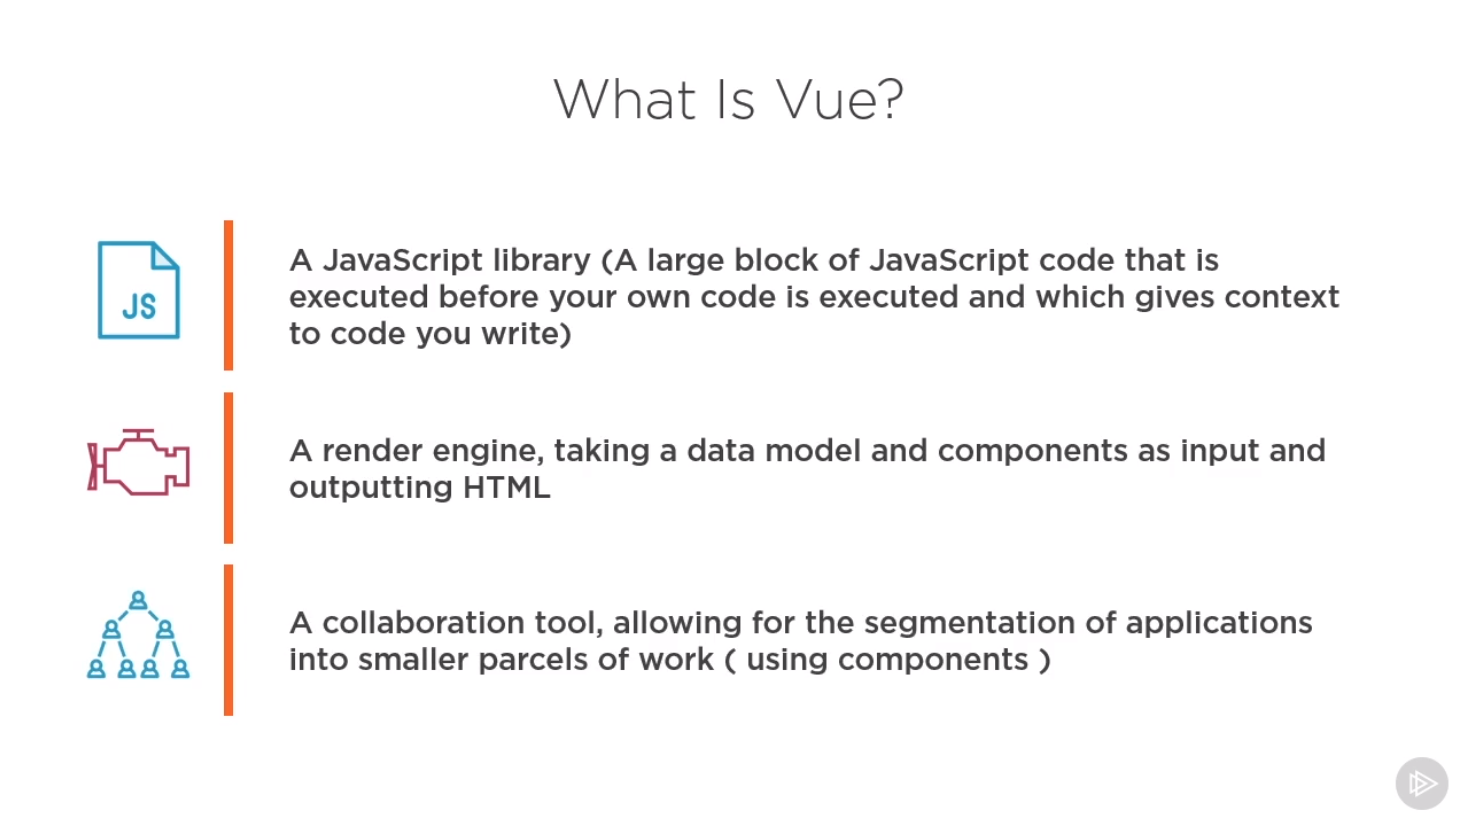 What Is Vue?
A JavaScript library (A large block of JavaScript code that is
executed before your own code is executed and which gives context
to code you write)
JS
A render engine, taking a data model and components as input and
outputting HTML
A collaboration tool, allowing for the segmentation of applications
into smaller parcels of work ( using components )